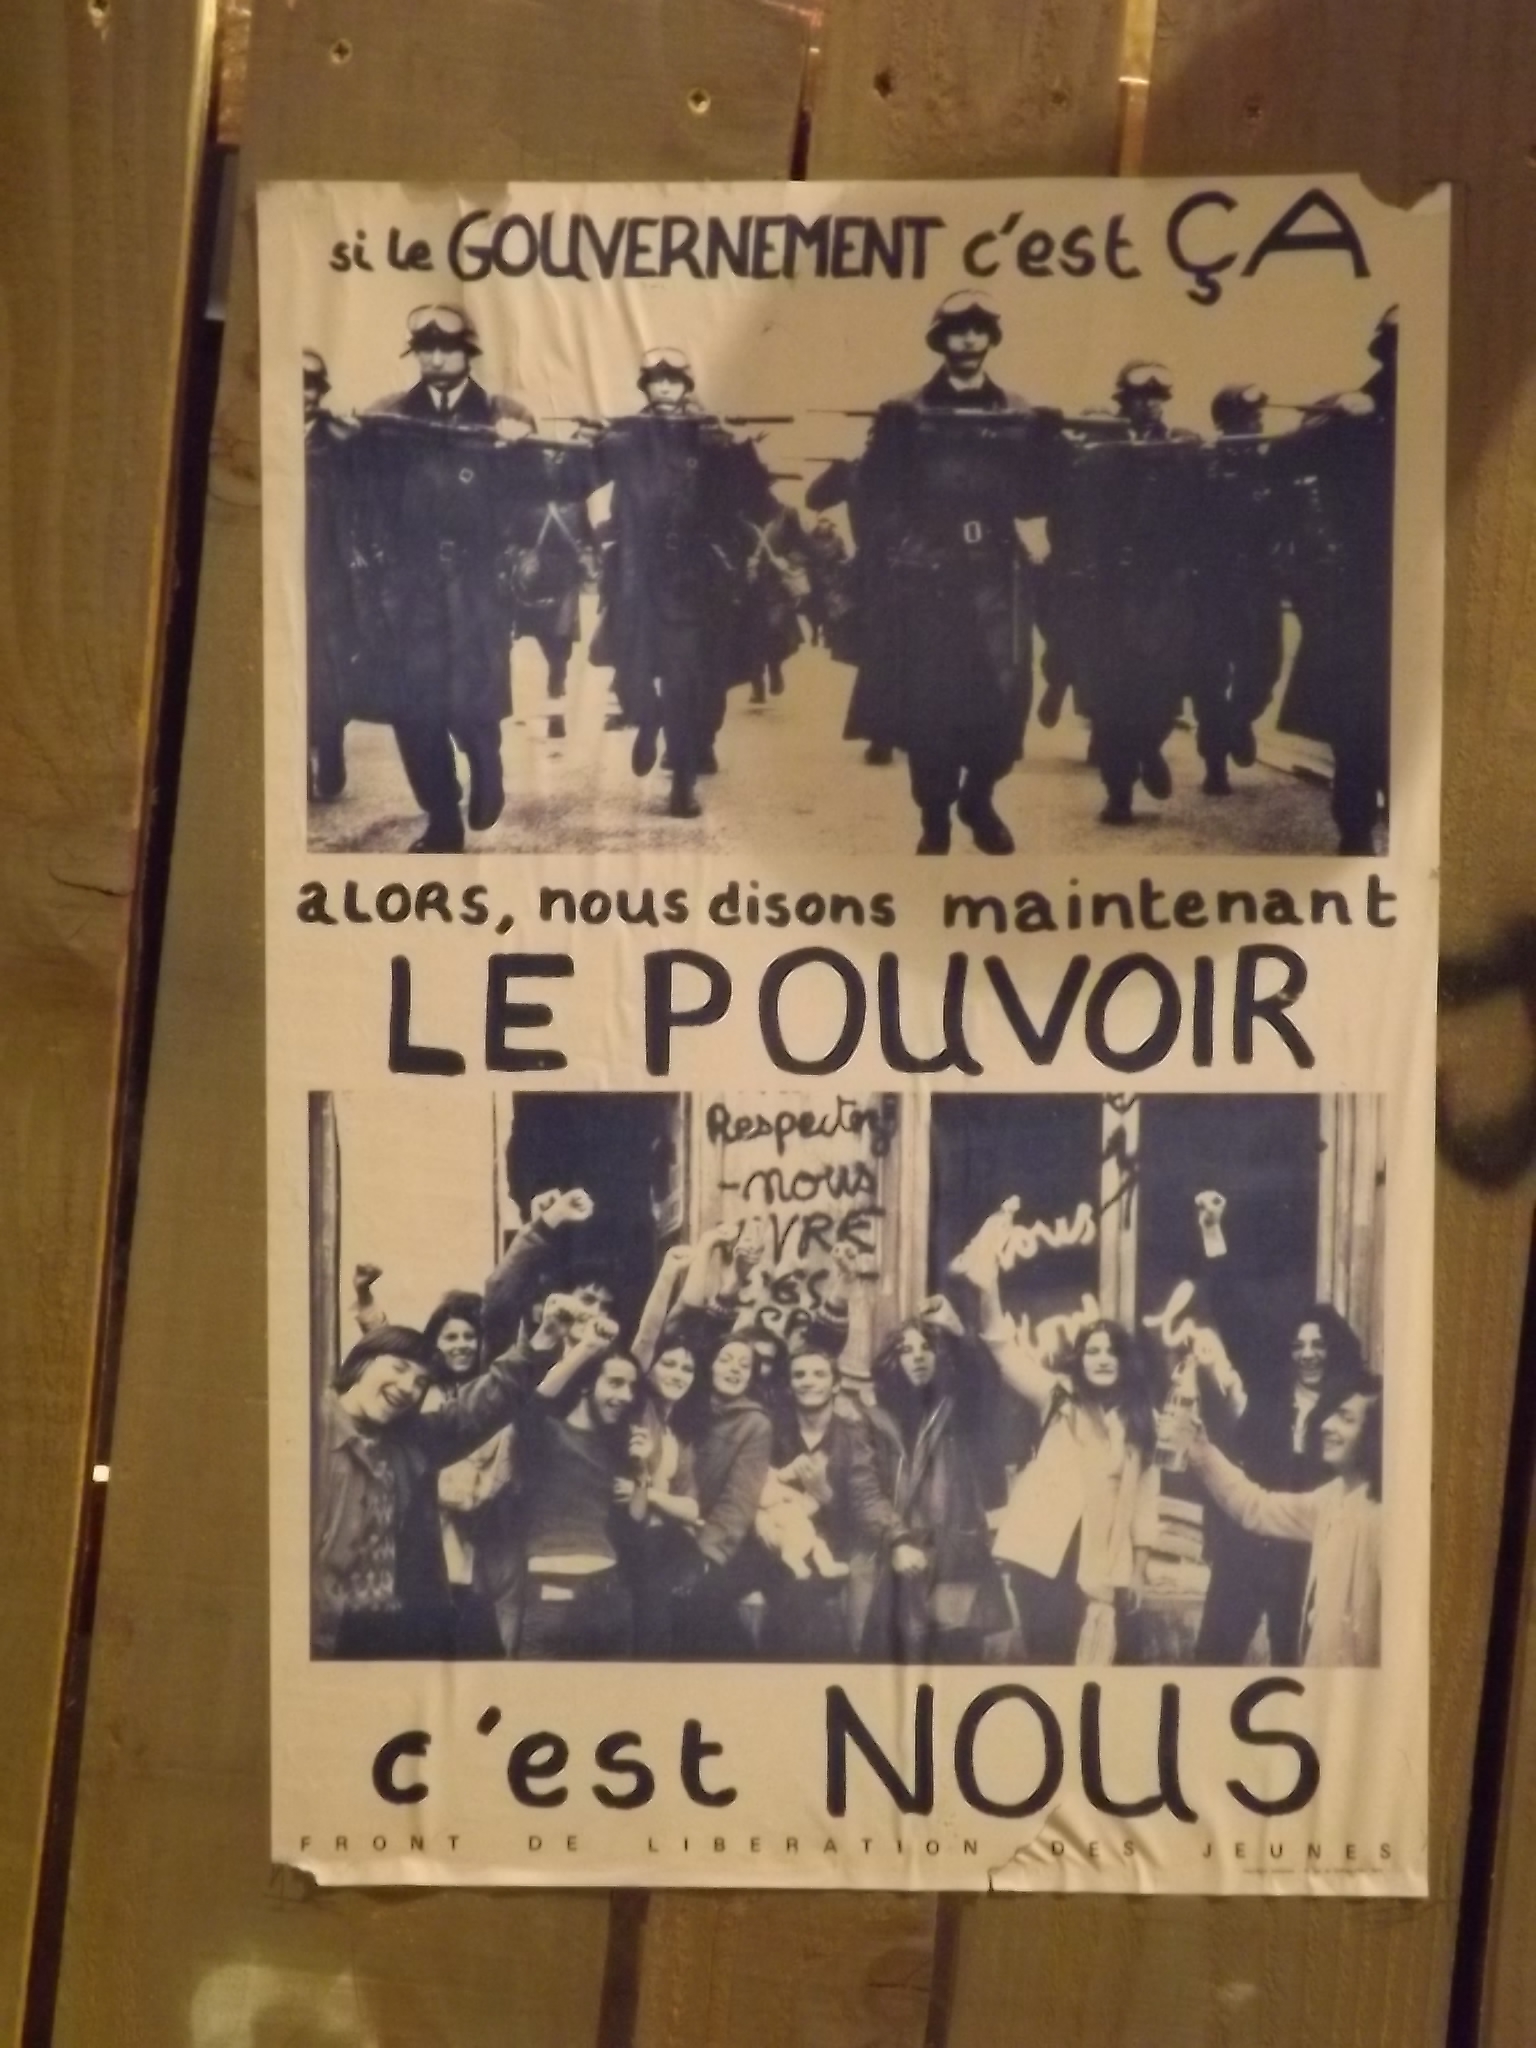 si le GOUVERNEMENT c'est ÇA
aLORs, nous disons maintenant
LE POUVOIR
Respectez
-nous
VIVRE
c'est NOUS
FRONT DE LIBERATION DES JEUNES